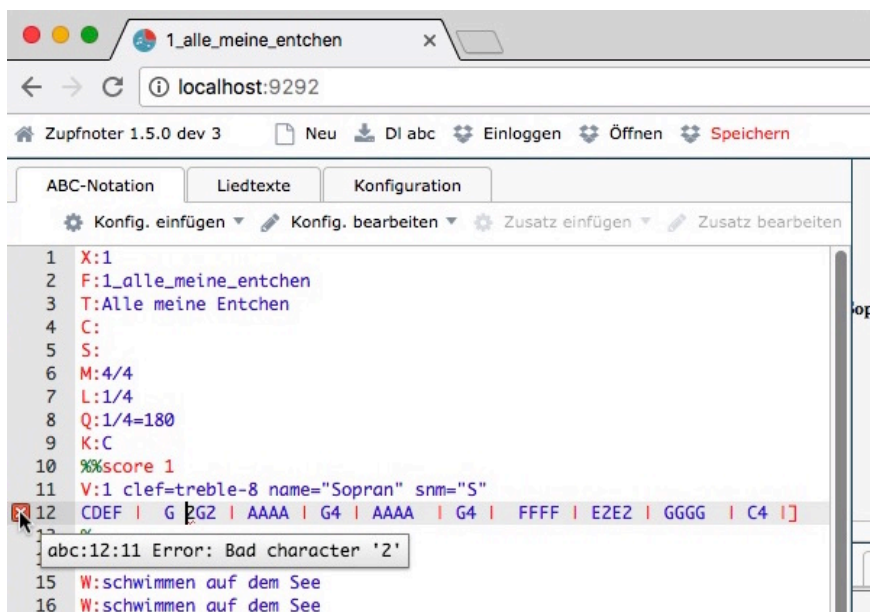 1_alle_meine_entchen
localhost:9292
Zupfnoter 1.5.0 dev 3 Neu Dl abc Einloggen Öffnen Speichern
ABC-Notation Liedtexte Konfiguration
Konfig. einfügen Konfig. bearbeiten Zusatz einfügen Zusatz bearbeiten
1 X:1
2 F:1_alle_meine_entchen
3 T:Alle meine Entchen
4 C:
5 S:
6 M:4/4
7 L:1/4
8 Q:1/4=180
9 K:C
10 %%score 1
11 V:1 clef=treble-8 name="Sopran" snm="S"
12 CDEF | G 2G2 | AAAA | G4 | AAAA | G4 | FFFF | E2E2 | GGGG | C4 |]
abc:12:11 Error: Bad character '2'
15 W:schwimmen auf dem See
16 W:schwimmen auf dem See